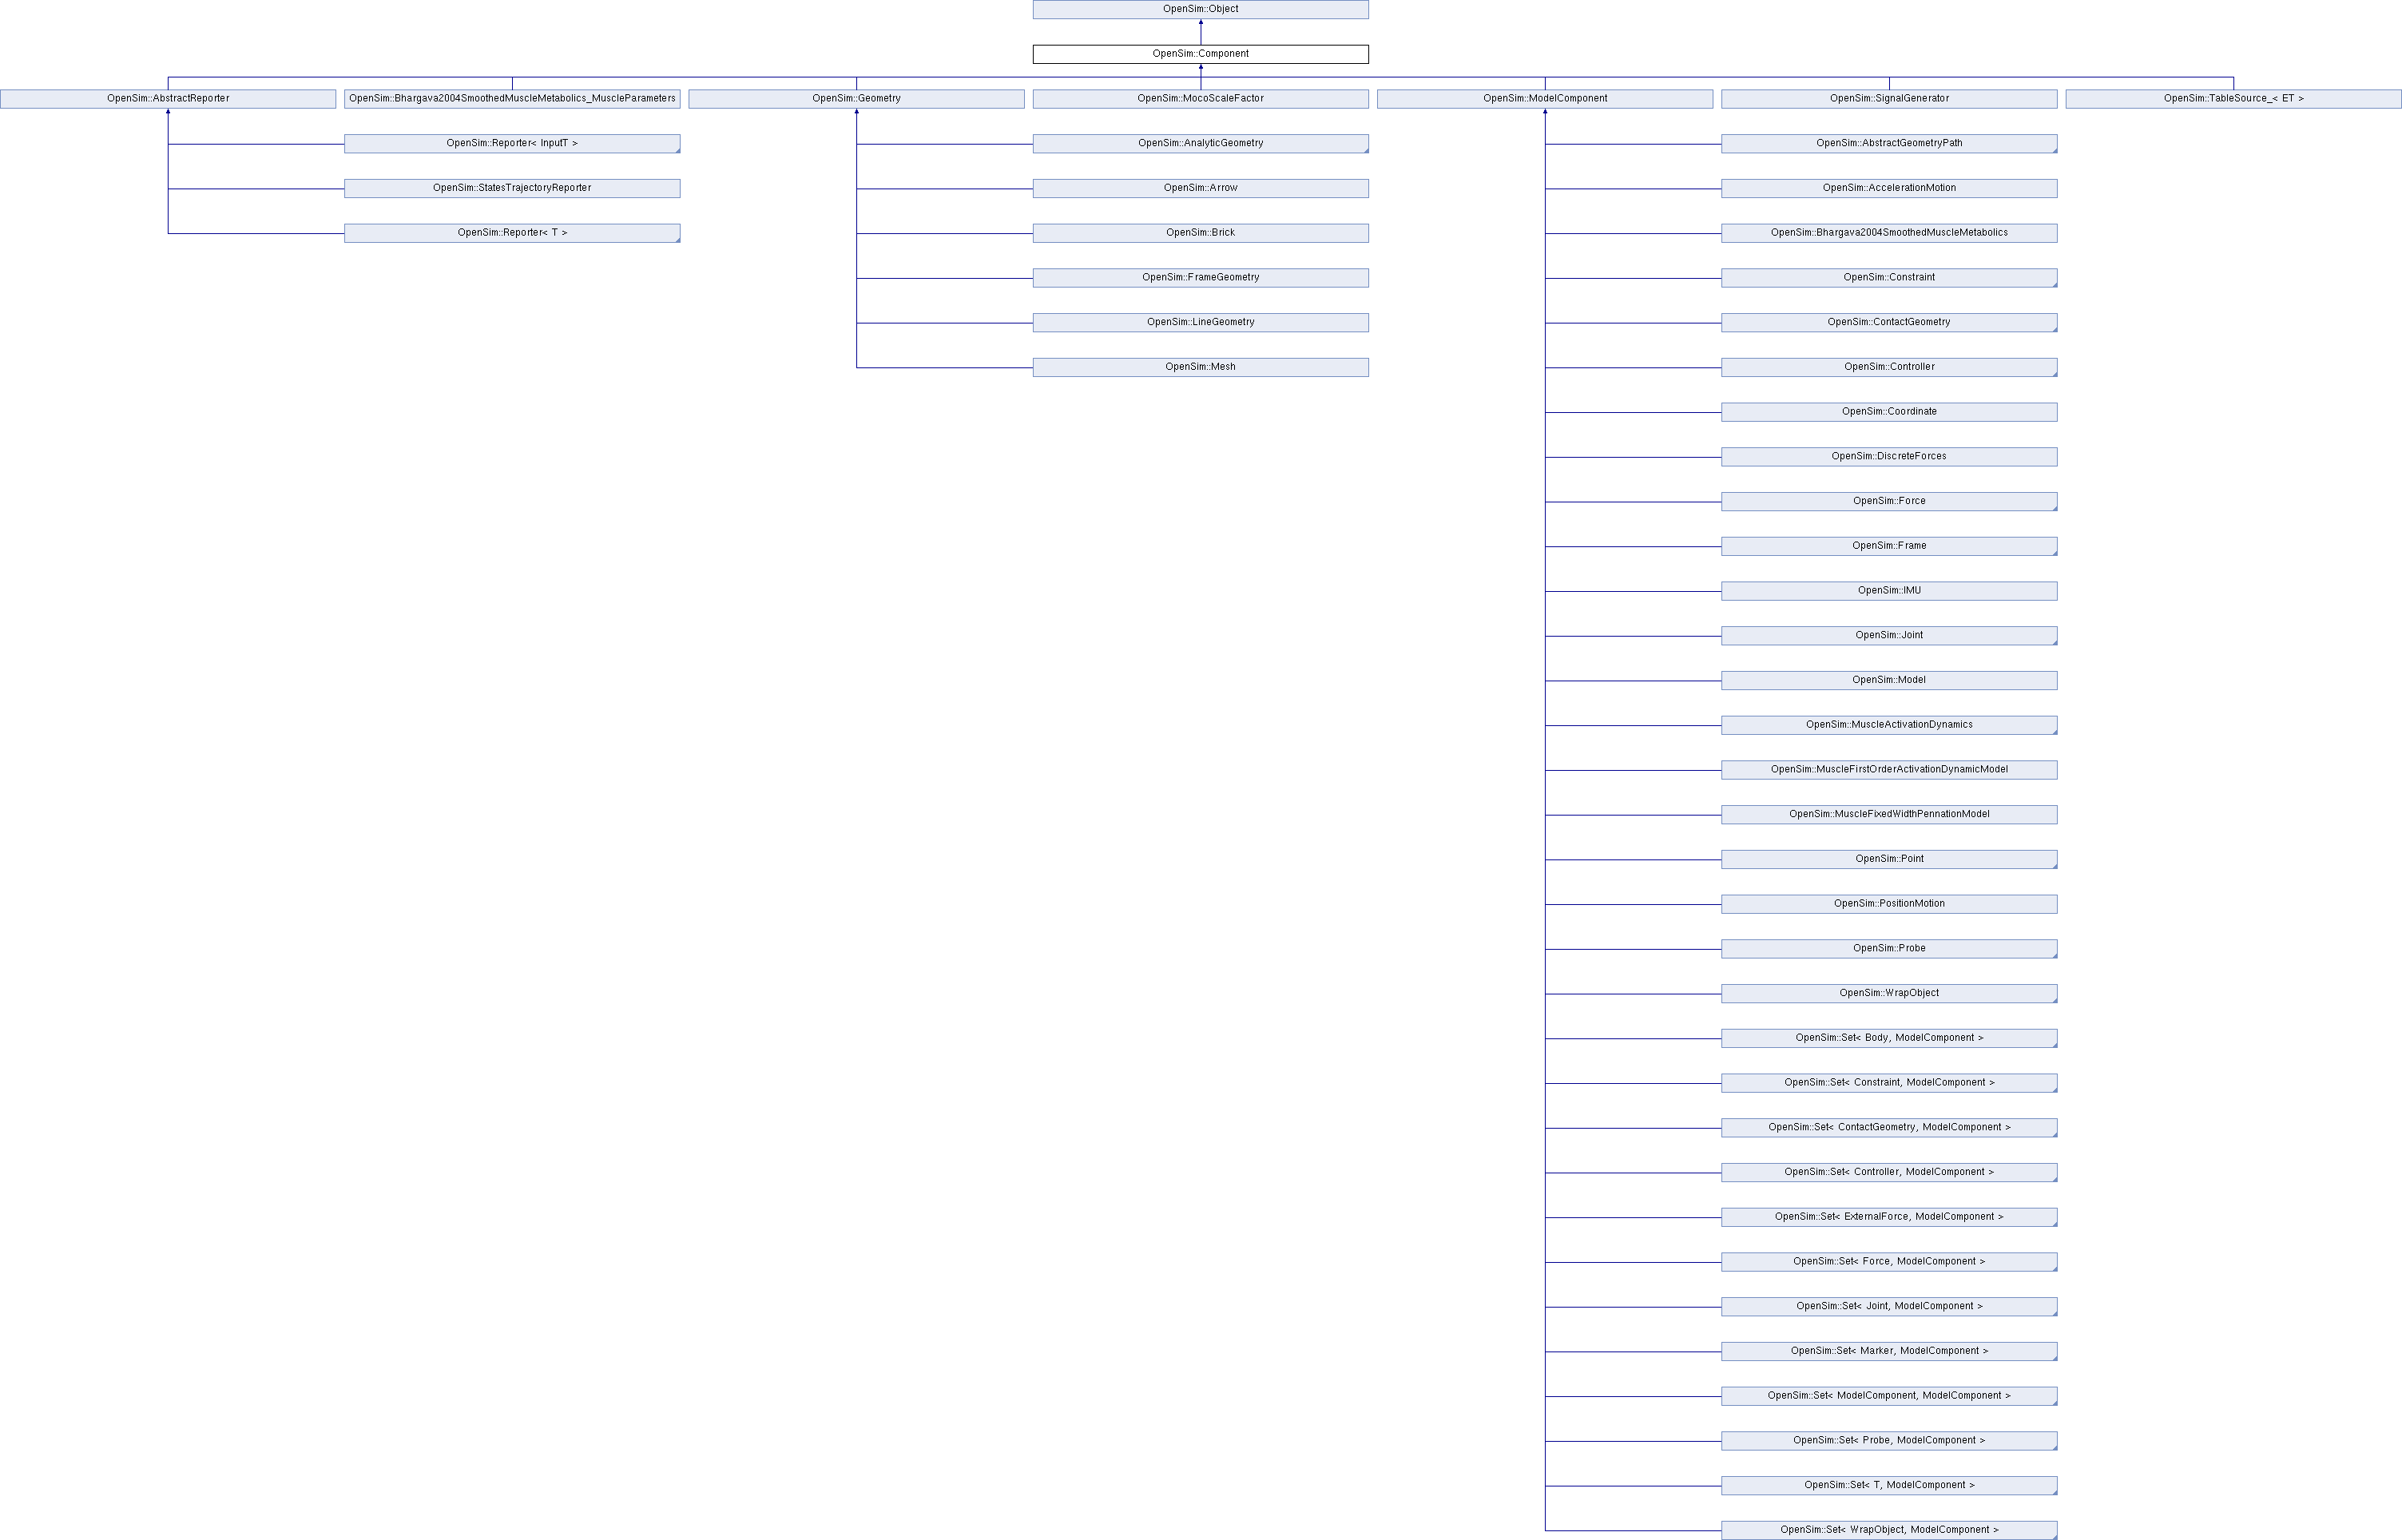 OpenSim::Object
OpenSim::Component
OpenSim::AbstractReporter
OpenSim::Bhargava2004SmoothedMuscleMetabolics_MuscleParameters
OpenSim::Geometry
OpenSim::MocoScaleFactor
OpenSim::ModelComponent
OpenSim::SignalGenerator
OpenSim::TableSource_< ET >
OpenSim::Reporter< InputT >
OpenSim::StatesTrajectoryReporter
OpenSim::Reporter< T >
OpenSim::AnalyticGeometry
OpenSim::Arrow
OpenSim::Brick
OpenSim::FrameGeometry
OpenSim::LineGeometry
OpenSim::Mesh
OpenSim::AbstractGeometryPath
OpenSim::AccelerationMotion
OpenSim::Bhargava2004SmoothedMuscleMetabolics
OpenSim::Constraint
OpenSim::ContactGeometry
OpenSim::Controller
OpenSim::Coordinate
OpenSim::DiscreteForces
OpenSim::Force
OpenSim::Frame
OpenSim::IMU
OpenSim::Joint
OpenSim::Model
OpenSim::MuscleActivationDynamics
OpenSim::MuscleFirstOrderActivationDynamicModel
OpenSim::MuscleFixedWidthPennationModel
OpenSim::Point
OpenSim::PositionMotion
OpenSim::Probe
OpenSim::WrapObject
OpenSim::Set< Body, ModelComponent >
OpenSim::Set< Constraint, ModelComponent >
OpenSim::Set< ContactGeometry, ModelComponent >
OpenSim::Set< Controller, ModelComponent >
OpenSim::Set< ExternalForce, ModelComponent >
OpenSim::Set< Force, ModelComponent >
OpenSim::Set< Joint, ModelComponent >
OpenSim::Set< Marker, ModelComponent >
OpenSim::Set< ModelComponent, ModelComponent >
OpenSim::Set< Probe, ModelComponent >
OpenSim::Set< T, ModelComponent >
OpenSim::Set< WrapObject, ModelComponent >